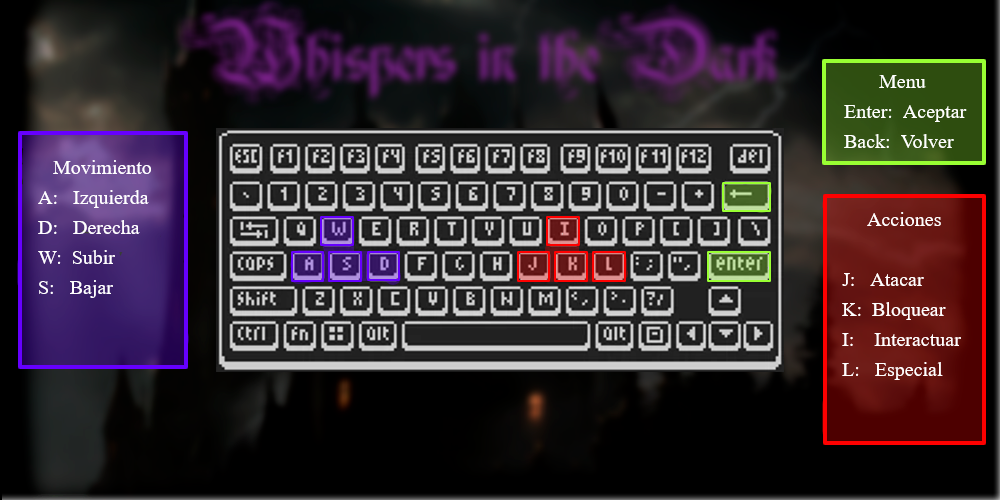 Whispers in the Dark
Menu
Enter: Aceptar
Back: Volver
Movimiento
A: Izquierda
D: Derecha
W: Subir
S: Bajar
Acciones
J: Atacar
K: Bloquear
I: Interactuar
L: Especial
ESC f1 f2 f3 f4 f5 f6 f7 f8 f9 f10 f11 f12 del
1 2 3 4 5 6 7 8 9 0 - + ←
Q W E R T Y U I O P [ ] \
CAPS A S D F G H J K L ; : " , enter
Shift Z X C V B N M < , > . ? /
Ctrl Fn Alt Alt